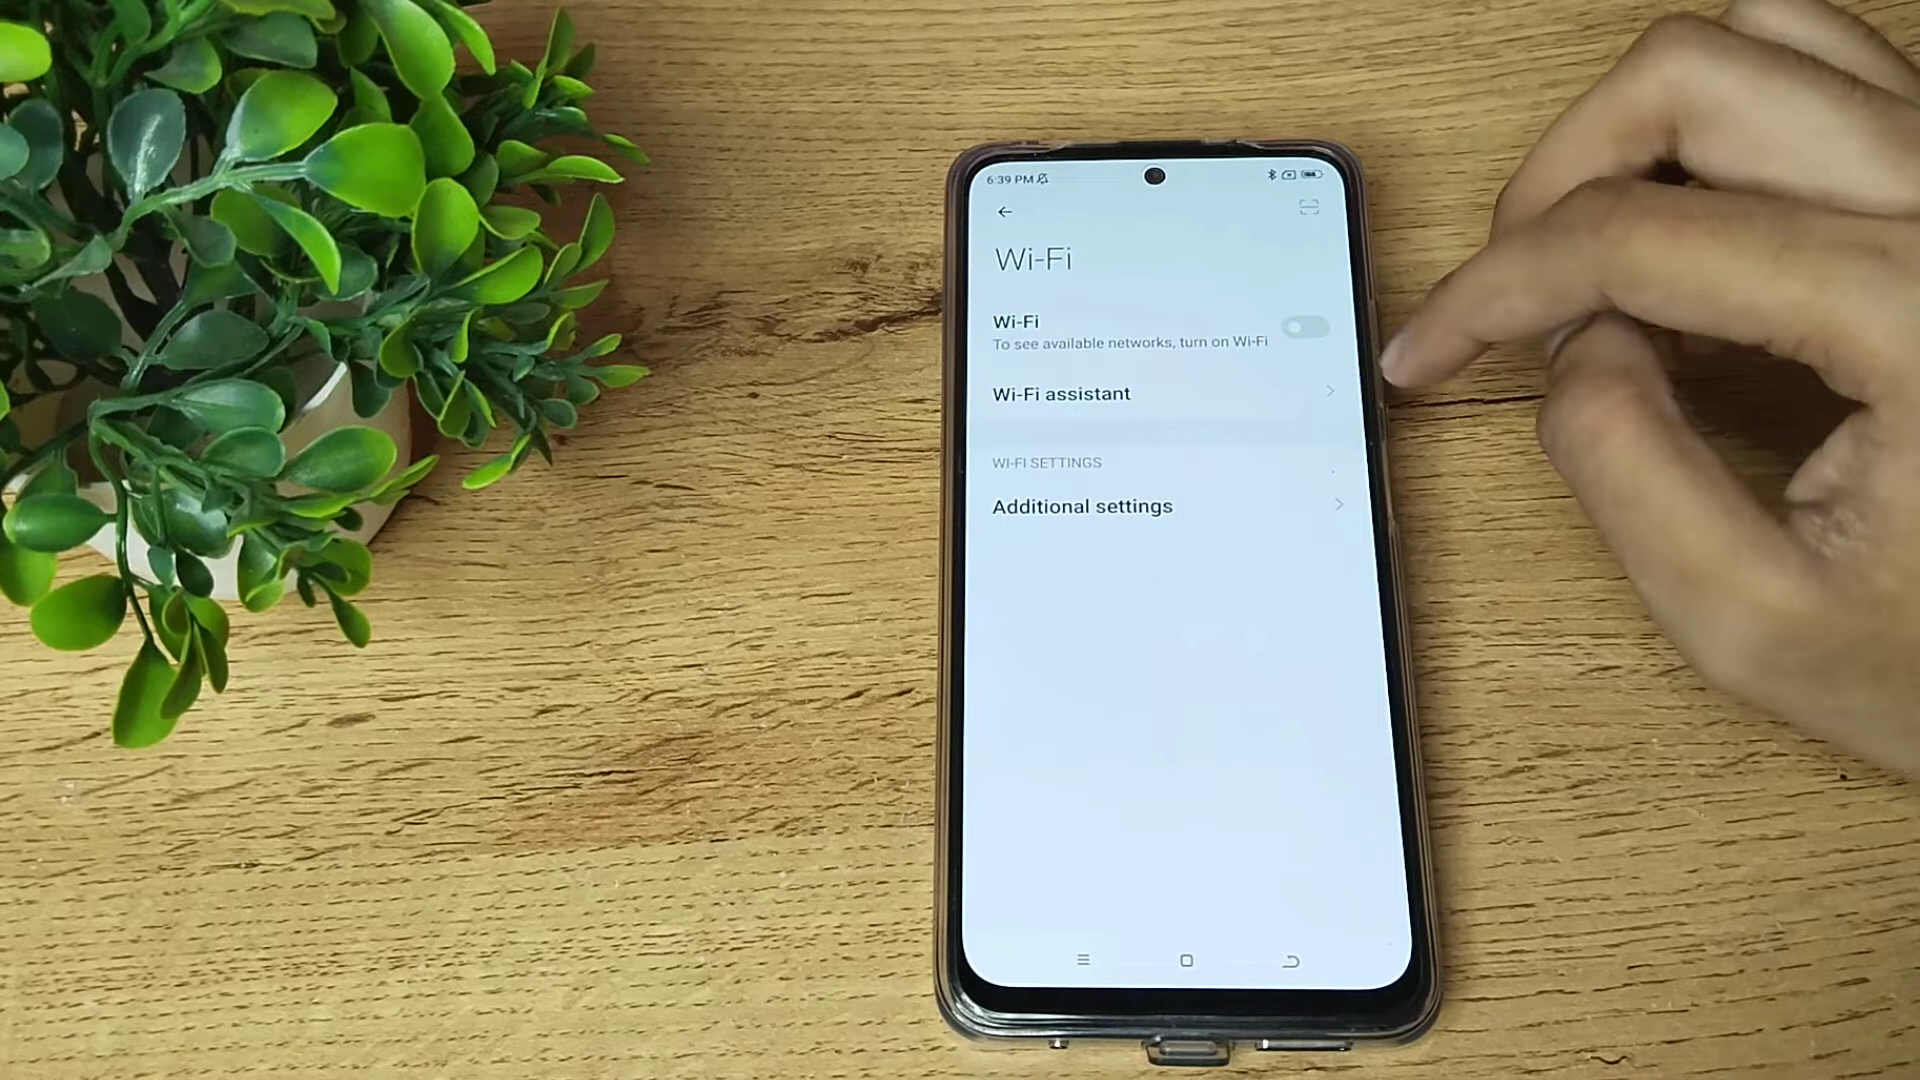 6:39 PM
Wi-Fi
Wi-Fi
To see available networks, turn on Wi-Fi
Wi-Fi assistant
WI-FI SETTINGS
Additional settings